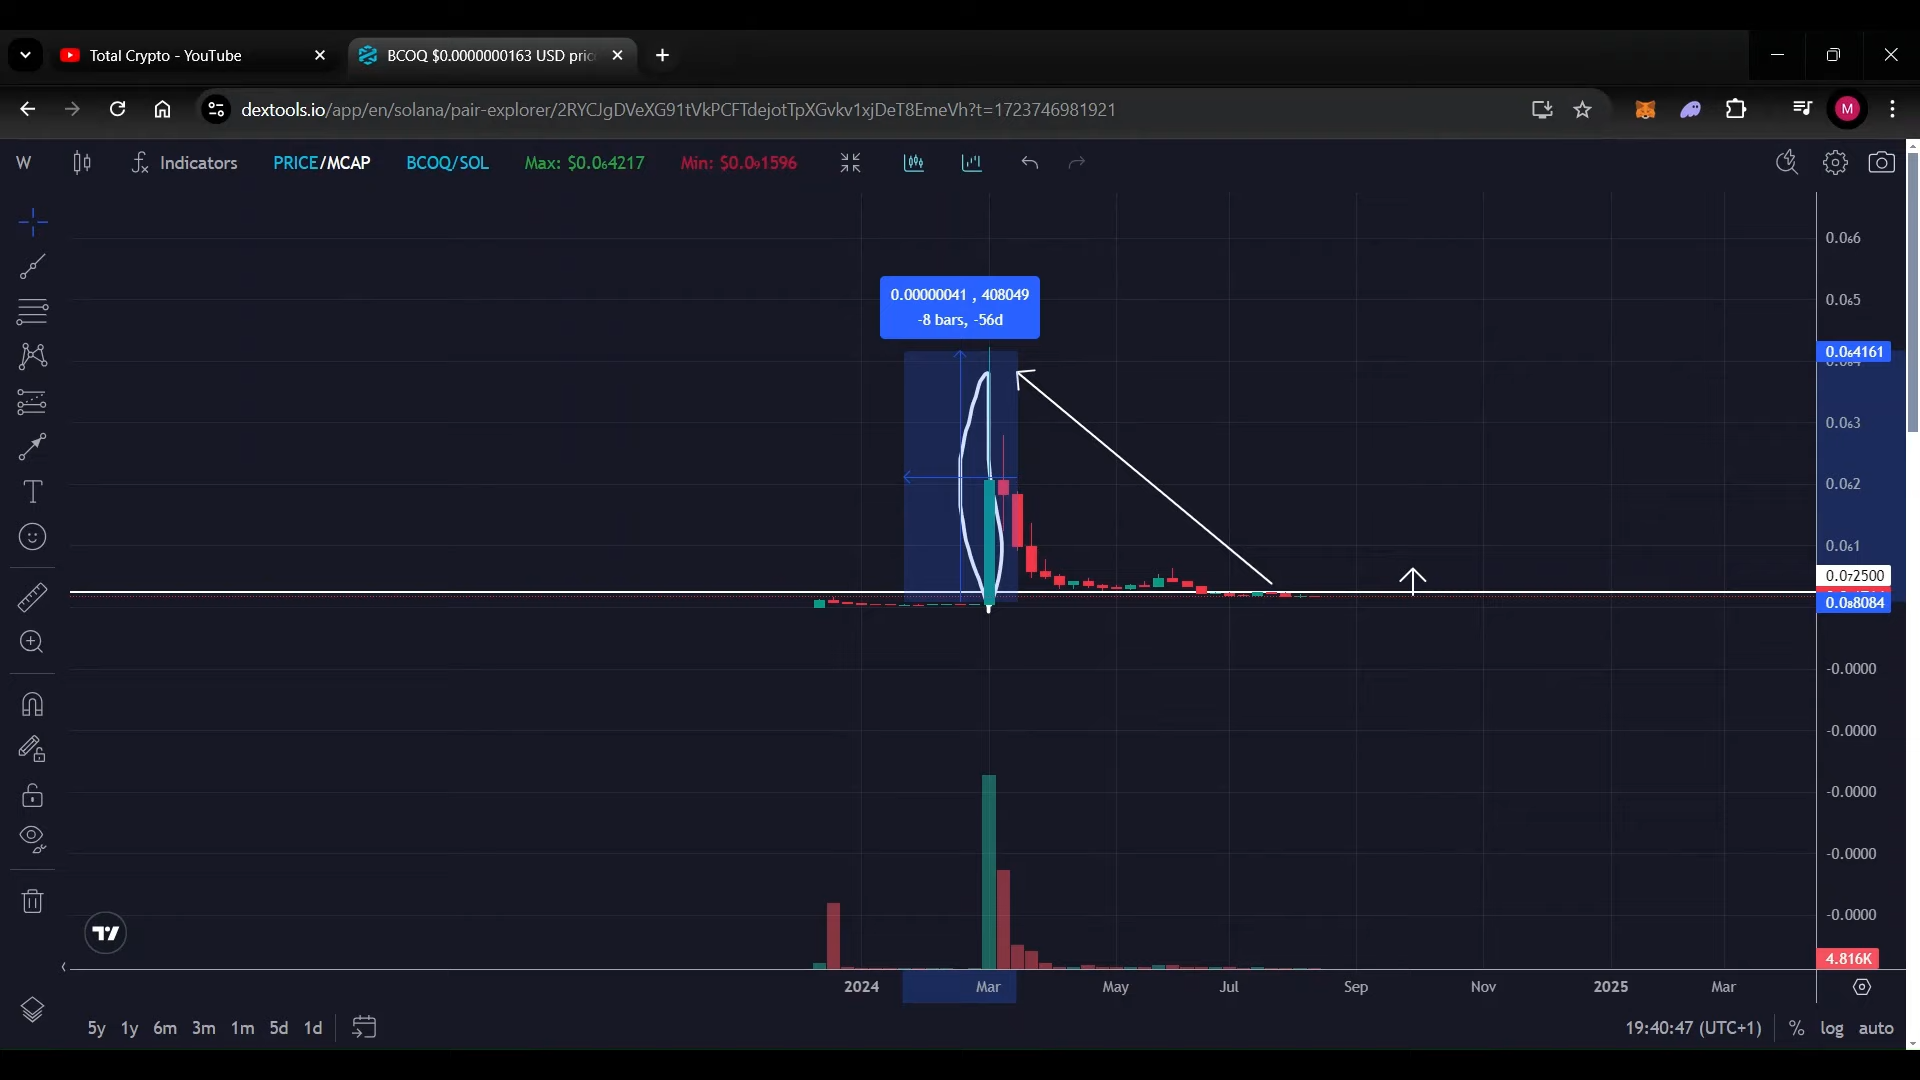 Total Crypto - YouTube
BCOQ $0.0000000163 USD pric
dextools.io/app/en/solana/pair-explorer/2RYCJgDVeXG91tVkPCFTdejotTpXGvkv1xjDeT8EmeVh?t=1723746981921
M
W
Indicators
PRICE/MCAP
BCOQ/SOL
Max: $0.0₆4217
Min: $0.0₉1596
0.0₆6
0.00000041 , 408049
-8 bars, -56d
0.0₆5
0.0₆4161
0.0₆3
0.0₆2
0.0₆1
0.0₇2500
0.0₈8084
-0.0000
-0.0000
-0.0000
-0.0000
-0.0000
4.816K
2024
Mar
May
Jul
Sep
Nov
2025
Mar
5y 1y 6m 3m 1m 5d 1d
19:40:47 (UTC+1)
%
log
auto